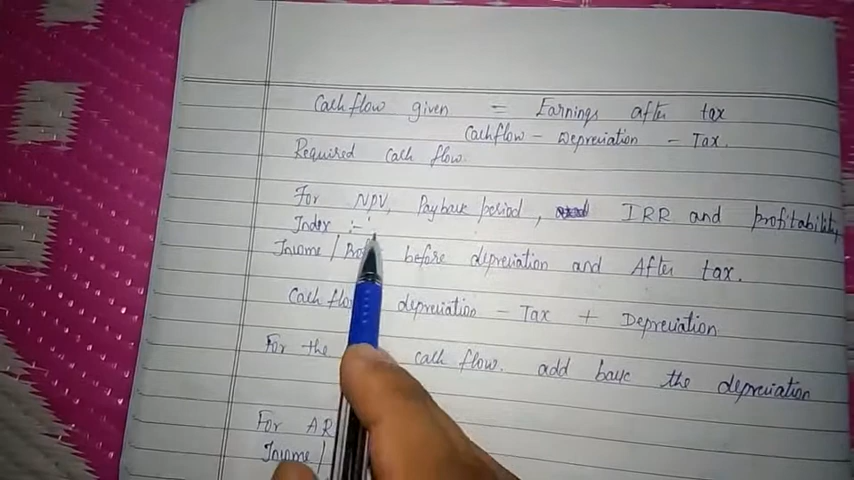 Cashflow given = Earnings after tax
Cashflow - Depreciation - Tax.
Required cash flow.
For NPV, Payback period, IRR and profitability
Index :-
Income / before depreciation and After tax.
Cash flo depreciation - Tax + Depreciation
For the cash flow. add back the depreciation
For AR
Income /